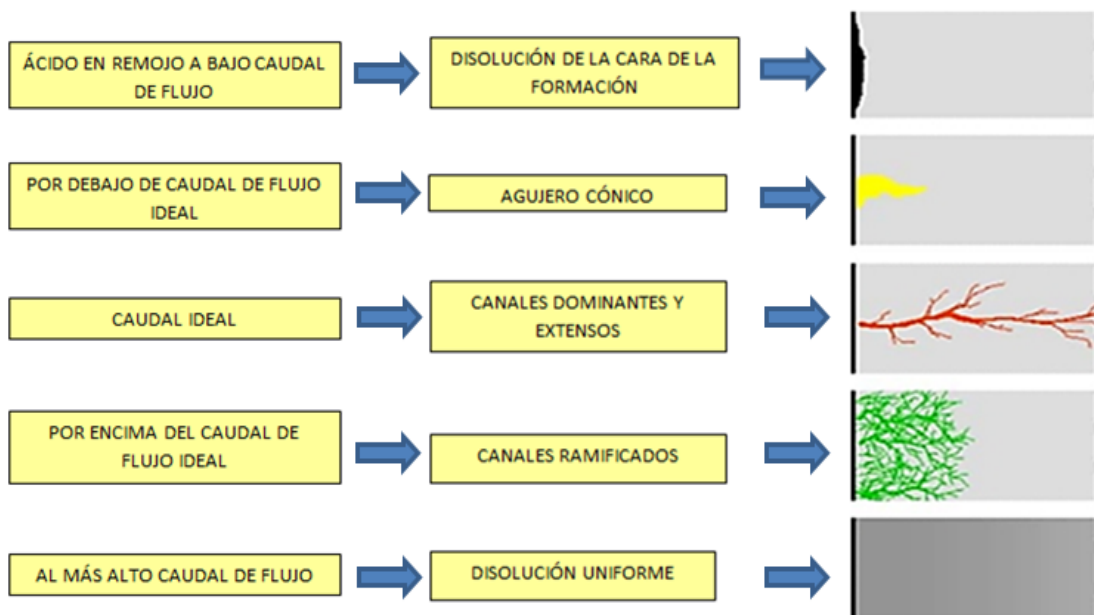 ÁCIDO EN REMOJO A BAJO CAUDAL
DE FLUJO
DISOLUCIÓN DE LA CARA DE LA
FORMACIÓN
POR DEBAJO DE CAUDAL DE FLUJO
IDEAL
AGUJERO CÓNICO
CAUDAL IDEAL
CANALES DOMINANTES Y
EXTENSOS
POR ENCIMA DEL CAUDAL DE
FLUJO IDEAL
CANALES RAMIFICADOS
AL MÁS ALTO CAUDAL DE FLUJO
DISOLUCIÓN UNIFORME